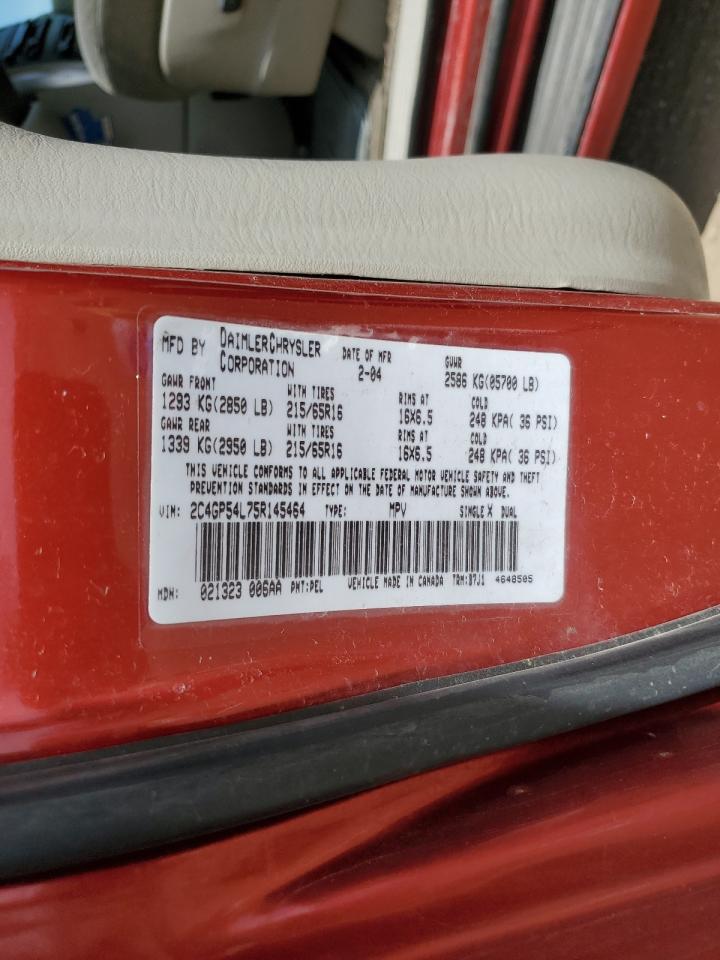 MFD BY DAIMLERCHRYSLER CORPORATION DATE OF MFR 2-04 GVWR 2586 KG(05700 LB)
GAWR FRONT WITH TIRES RIMS AT COLD
1293 KG(2850 LB) 215/65R16 16X6.5 248 KPA( 36 PSI)
GAWR REAR WITH TIRES RIMS AT COLD
1339 KG(2950 LB) 215/65R16 16X6.5 248 KPA( 36 PSI)
THIS VEHICLE CONFORMS TO ALL APPLICABLE FEDERAL MOTOR VEHICLE SAFETY AND THEFT
PREVENTION STANDARDS IN EFFECT ON THE DATE OF MANUFACTURE SHOWN ABOVE.
VIN: 2C4GP54L75R145464 TYPE: MPV SINGLE X DUAL
MDH: 021323 006AA PNT:PEL VEHICLE MADE IN CANADA TRM:B7J1 4648505